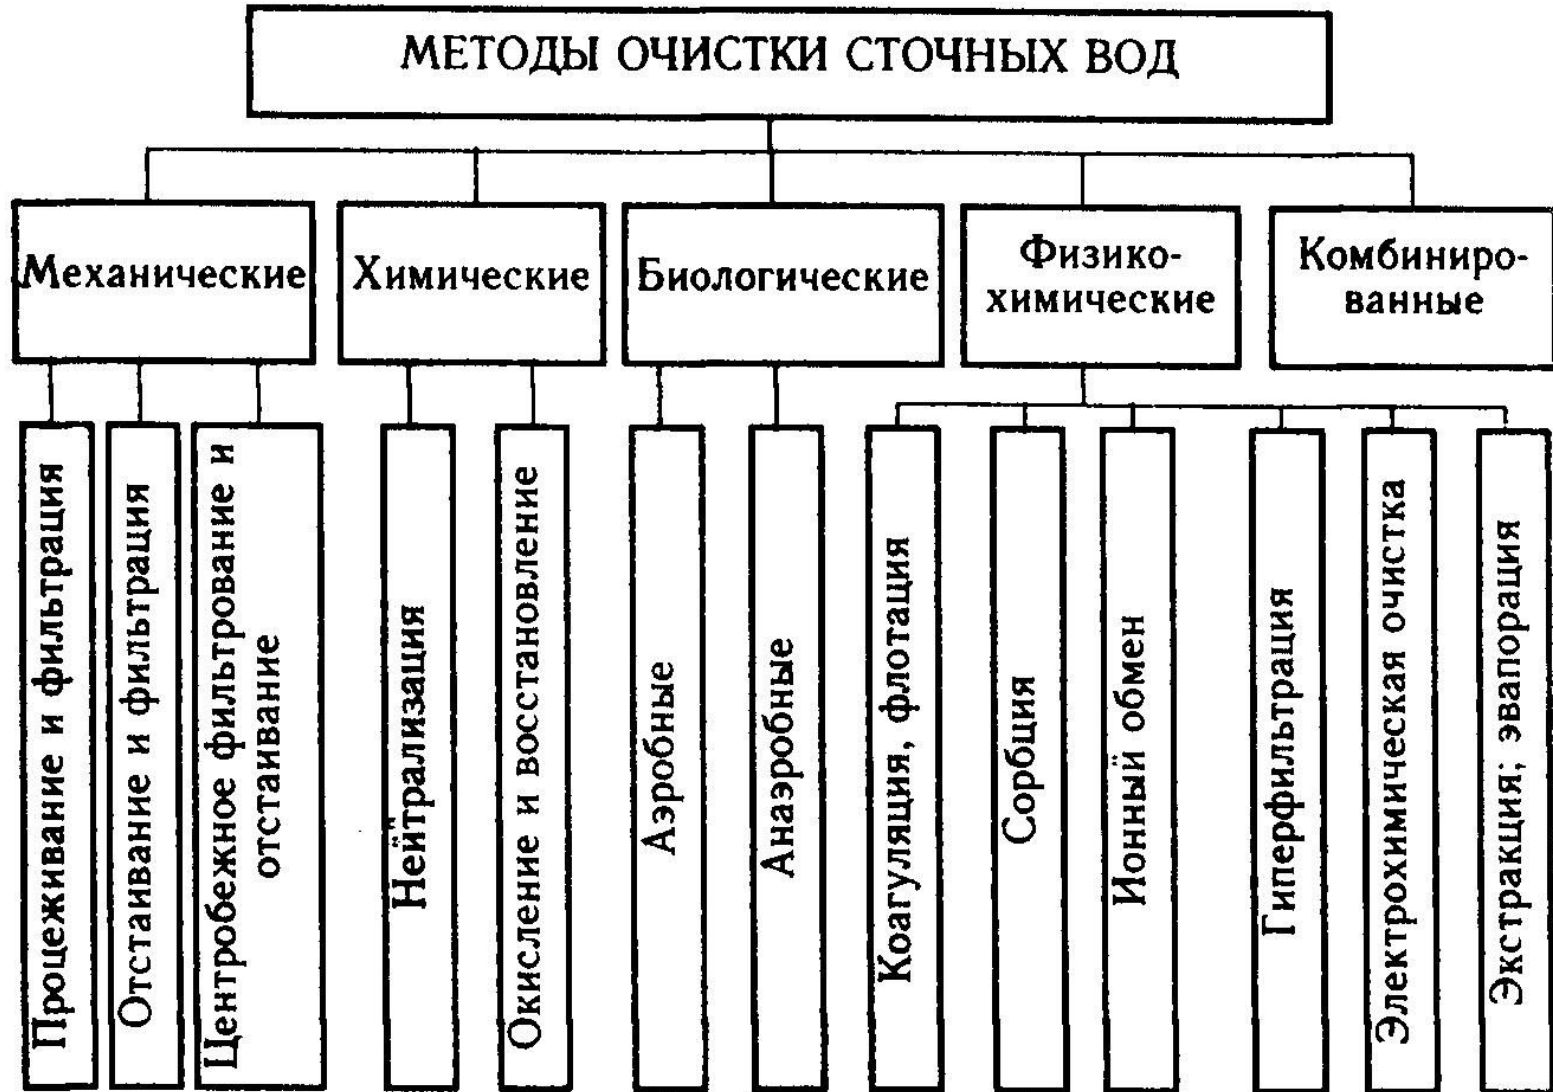 МЕТОДЫ ОЧИСТКИ СТОЧНЫХ ВОД
Механические
Химические
Биологические
Физико-
химические
Комбиниро-
ванные
Процеживание и фильтрация
Отстаивание и фильтрация
Центробежное фильтрование и
отстаивание
Нейтрализация
Окисление и восстановление
Аэробные
Анаэробные
Коагуляция, флотация
Сорбция
Ионный обмен
Гиперфильтрация
Электрохимическая очистка
Экстракция; эвапорация